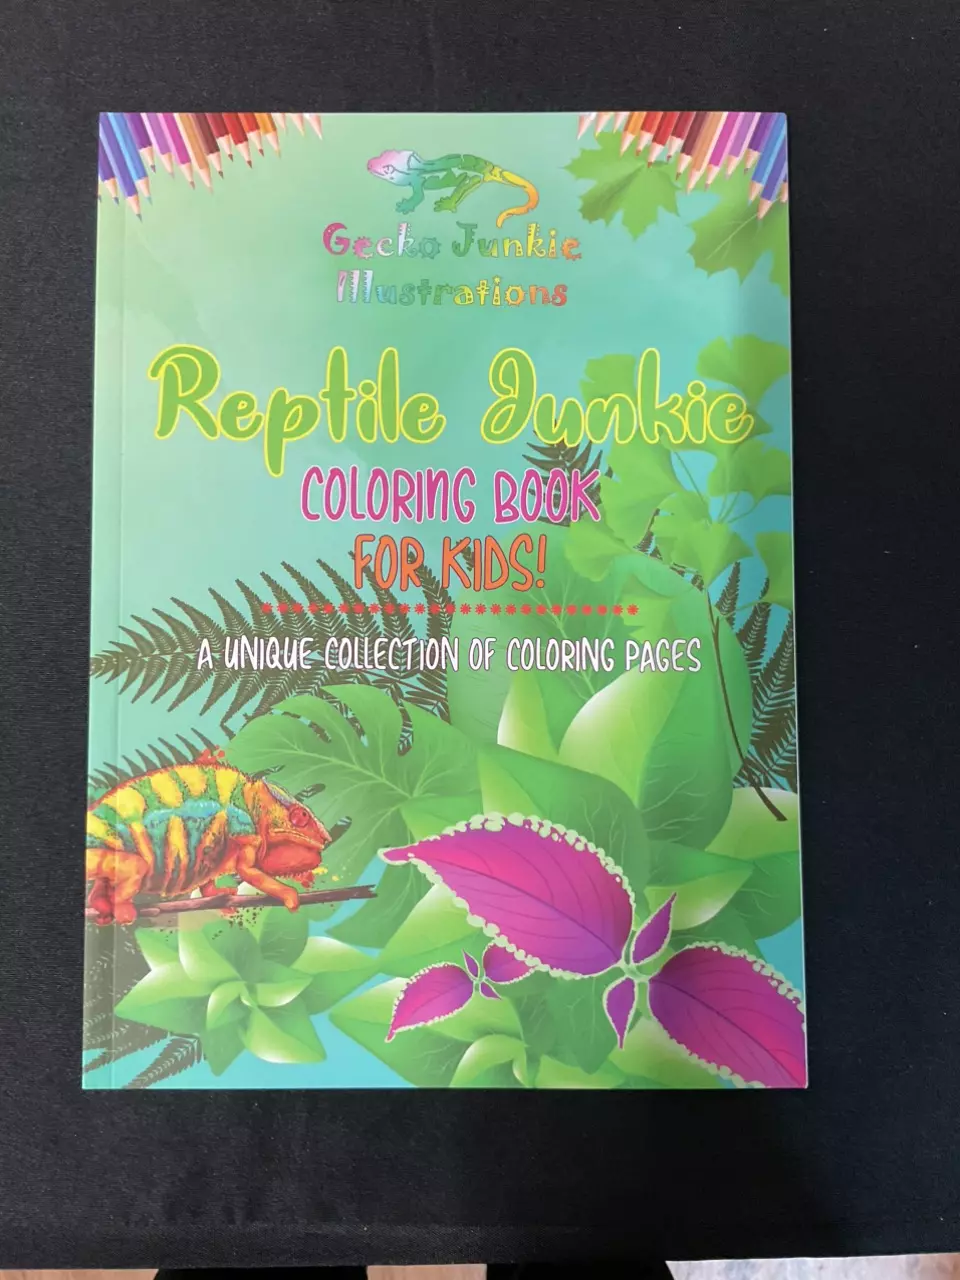 Gecko Junkie
Illustrations
Reptile Junkie
COLORING BOOK
FOR KIDS!
A UNIQUE COLLECTION OF COLORING PAGES